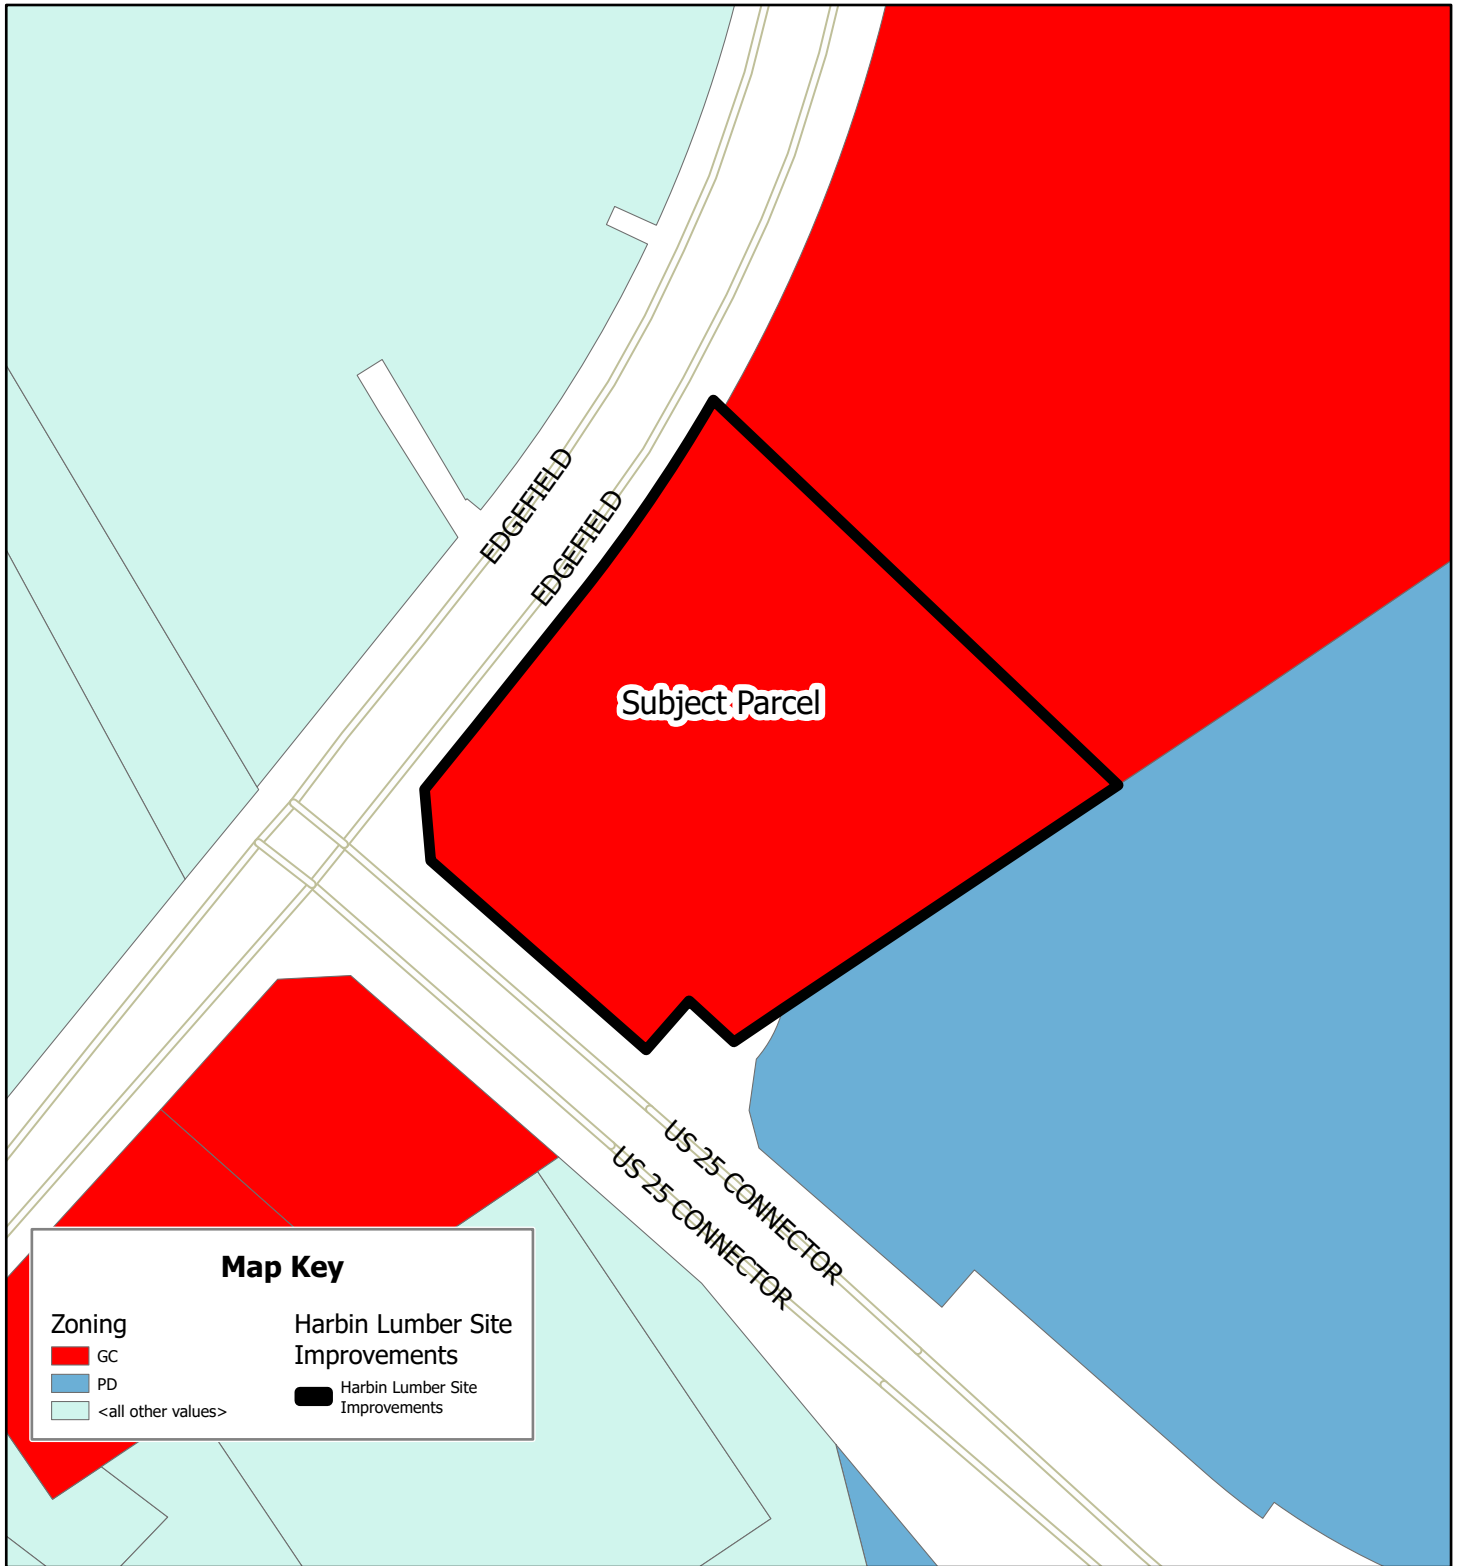 EDGEFIELD
EDGEFIELD
Subject Parcel
US 25 CONNECTOR
US 25 CONNECTOR
Map Key
Zoning
GC
PD
<all other values>
Harbin Lumber Site
Improvements
Harbin Lumber Site
Improvements